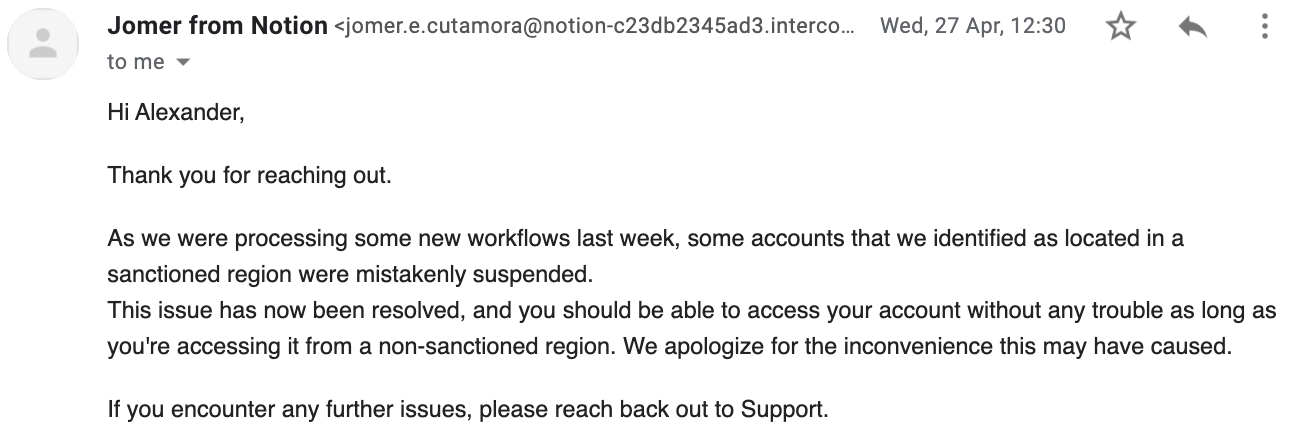 Jomer from Notion <jomer.e.cutamora@notion-c23db2345ad3.interco... Wed, 27 Apr, 12:30
to me
Hi Alexander,
Thank you for reaching out.
As we were processing some new workflows last week, some accounts that we identified as located in a
sanctioned region were mistakenly suspended.
This issue has now been resolved, and you should be able to access your account without any trouble as long as
you're accessing it from a non-sanctioned region. We apologize for the inconvenience this may have caused.
If you encounter any further issues, please reach back out to Support.